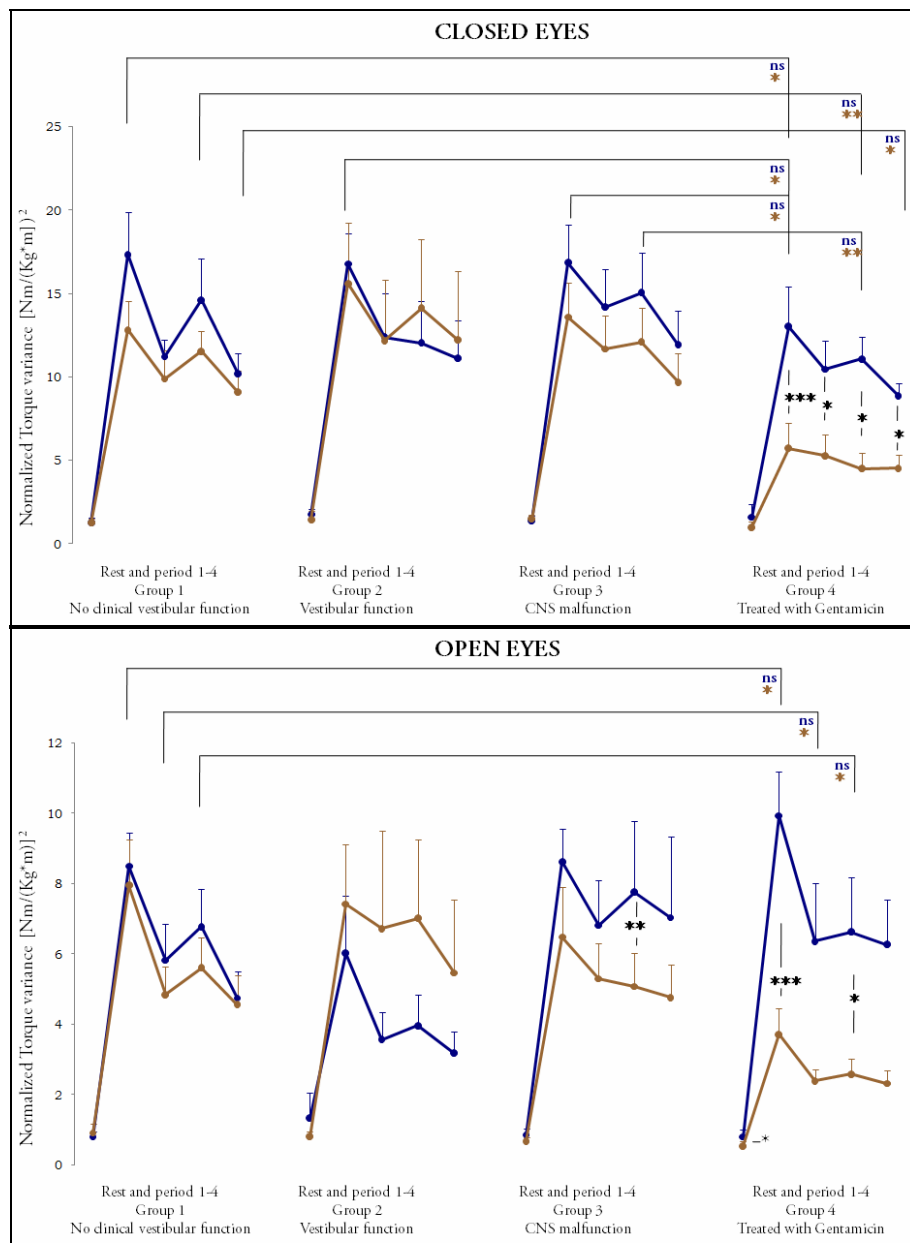 CLOSED EYES
ns
*
ns
**
ns
*
ns
*
ns
*
ns
**
Normalized Torque variance [Nm/(Kg*m])²
25
20
15
10
5
0
***
*
*
*
Rest and period 1-4
Group 1
No clinical vestibular function
Rest and period 1-4
Group 2
Vestibular function
Rest and period 1-4
Group 3
CNS malfunction
Rest and period 1-4
Group 4
Treated with Gentamicin
OPEN EYES
ns
*
ns
*
ns
*
Normalized Torque variance [Nm/(Kg*m)]²
12
10
8
6
4
2
0
**
***
*
*
Rest and period 1-4
Group 1
No clinical vestibular function
Rest and period 1-4
Group 2
Vestibular function
Rest and period 1-4
Group 3
CNS malfunction
Rest and period 1-4
Group 4
Treated with Gentamicin